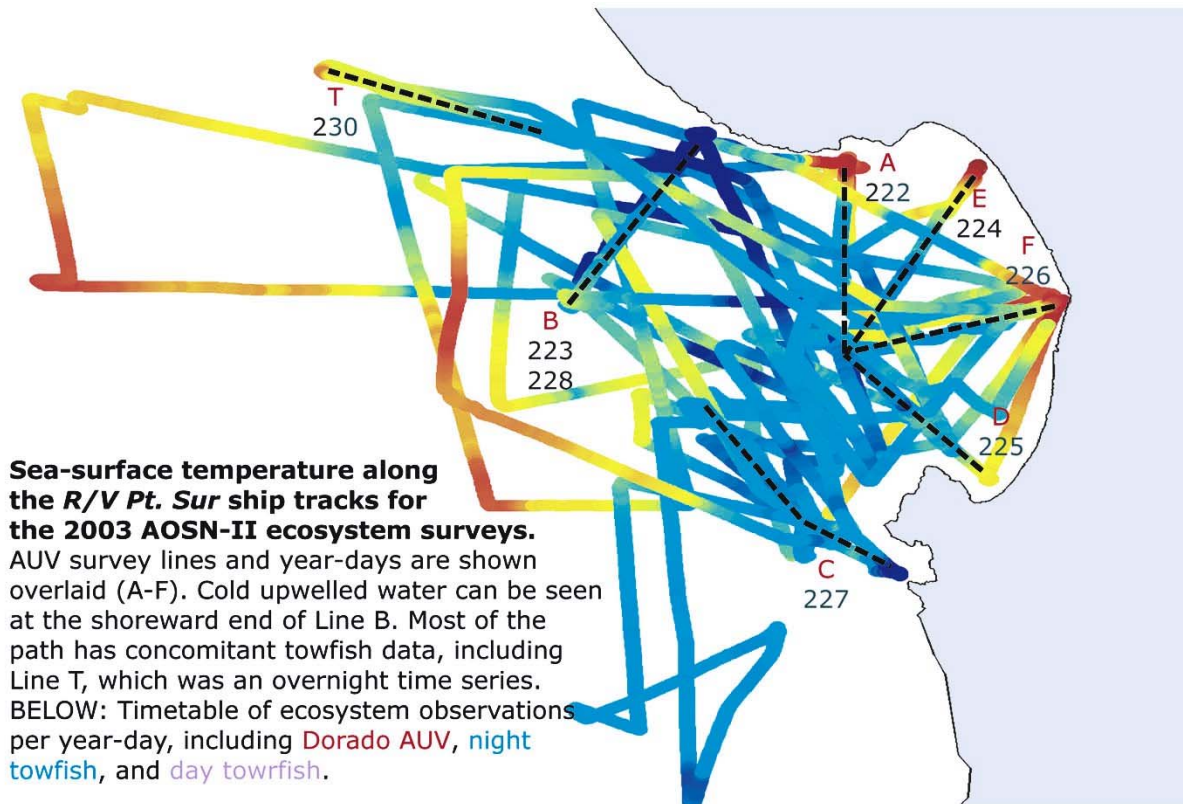 T
230
A
222
E
224
F
226
B
223
228
D
225
C
227
Sea-surface temperature along
the R/V Pt. Sur ship tracks for
the 2003 AOSN-II ecosystem surveys.
AUV survey lines and year-days are shown
overlaid (A-F). Cold upwelled water can be seen
at the shoreward end of Line B. Most of the
path has concomitant towfish data, including
Line T, which was an overnight time series.
BELOW: Timetable of ecosystem observations
per year-day, including Dorado AUV, night
towfish, and day towrfish.